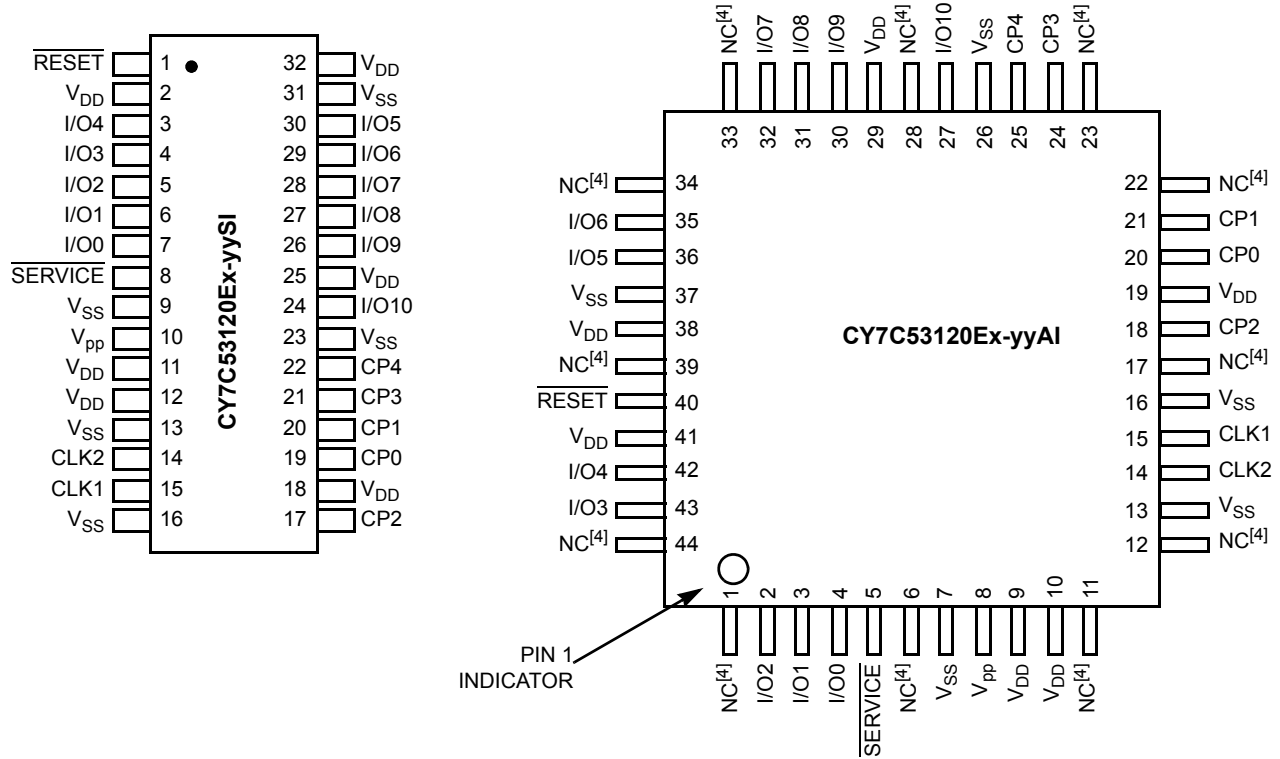 RESET 1 32 VDD
VDD 2 31 VSS
I/O4 3 30 I/O5
I/O3 4 29 I/O6
I/O2 5 28 I/O7
I/O1 6 27 I/O8
I/O0 7 26 I/O9
SERVICE 8 25 VDD
VSS 9 24 I/O10
Vpp 10 23 VSS
VDD 11 22 CP4
VDD 12 21 CP3
VSS 13 20 CP1
CLK2 14 19 CP0
CLK1 15 18 VDD
VSS 16 17 CP2
CY7C53120Ex-yySI
NC[4] I/O7 I/O8 I/O9 VDD NC[4] I/O10 VSS CP4 CP3 NC[4]
33 32 31 30 29 28 27 26 25 24 23
NC[4] 34 22 NC[4]
I/O6 35 21 CP1
I/O5 36 20 CP0
VSS 37 19 VDD
VDD 38 18 CP2
CY7C53120Ex-yyAI
NC[4] 39 17 NC[4]
RESET 40 16 VSS
VDD 41 15 CLK1
I/O4 42 14 CLK2
I/O3 43 13 VSS
NC[4] 44 12 NC[4]
1 2 3 4 5 6 7 8 9 10 11
NC[4] I/O2 I/O1 I/O0 SERVICE NC[4] VSS Vpp VDD VDD NC[4]
PIN 1
INDICATOR